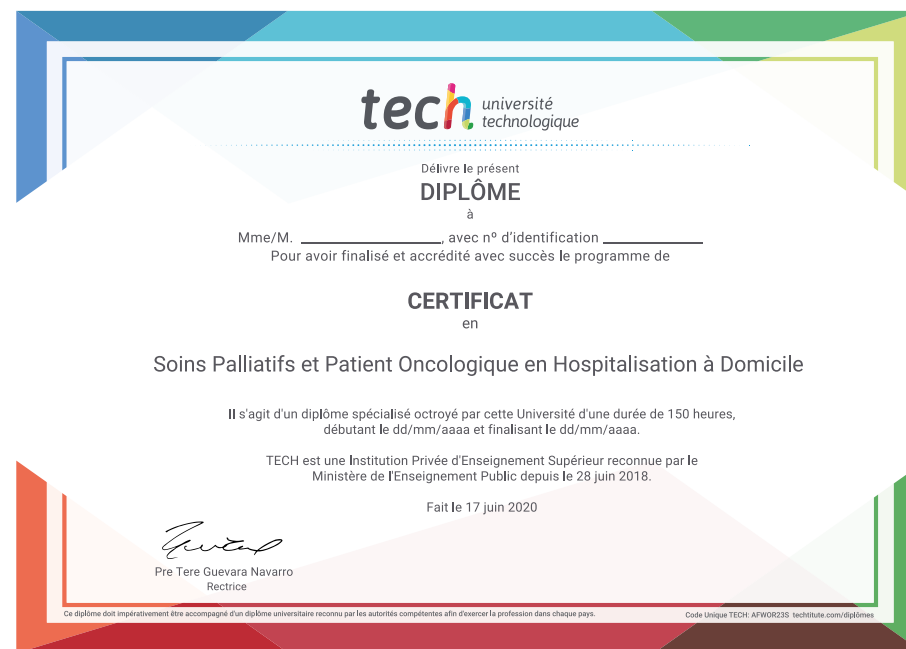 tech université
technologique
Délivre le présent
DIPLÔME
à
Mme/M. ____________________, avec nº d'identification ______________
Pour avoir finalisé et accrédité avec succès le programme de
CERTIFICAT
en
Soins Palliatifs et Patient Oncologique en Hospitalisation à Domicile
Il s'agit d'un diplôme spécialisé octroyé par cette Université d'une durée de 150 heures,
débutant le dd/mm/aaaa et finalisant le dd/mm/aaaa.
TECH est une Institution Privée d'Enseignement Supérieur reconnue par le
Ministère de l'Enseignement Public depuis le 28 juin 2018.
Fait le 17 juin 2020
Pre Tere Guevara Navarro
Rectrice
Ce diplôme doit impérativement être accompagné d'un diplôme universitaire reconnu par les autorités compétentes afin d'exercer la profession dans chaque pays.
Code Unique TECH: AFWOR23S techtitute.com/diplômes